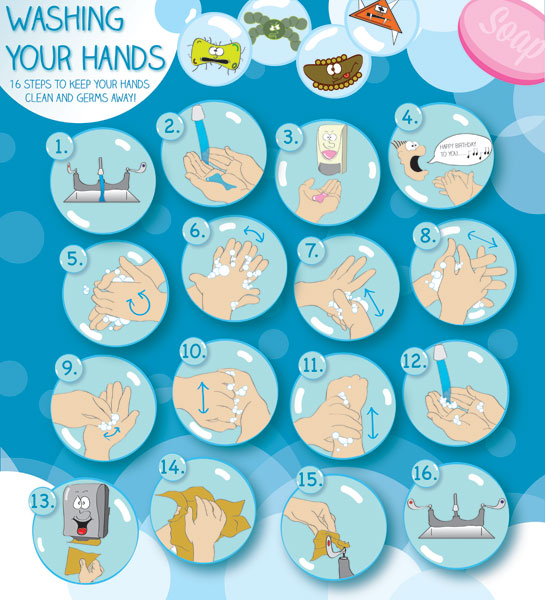 WASHING
YOUR HANDS
16 STEPS TO KEEP YOUR HANDS
CLEAN AND GERMS AWAY!
Soap
1.
2.
3.
4.
HAPPY BIRTHDAY
TO YOU....
5.
6.
7.
8.
9.
10.
11.
12.
13.
14.
15.
16.